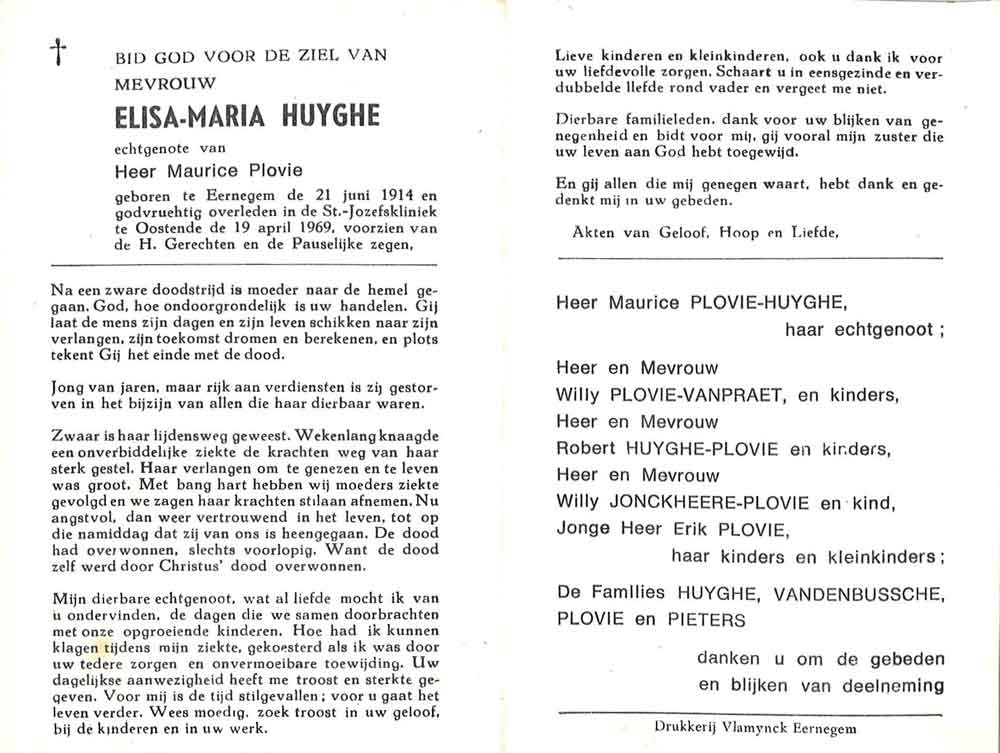 BID GOD VOOR DE ZIEL VAN
MEVROUW
ELISA-MARIA HUYGHE
echtgenote van
Heer Maurice Plovie
geboren te Eernegem de 21 juni 1914 en
godvruehtig overleden in de St.-Jozefskliniek
te Oostende de 19 april 1969, voorzien van
de H. Gerechten en de Pauselijke zegen,
Na een zware doodstrijd is moeder naar de hemel ge-
gaan. God, hoe ondoorgrondelijk is uw handelen. Gij
laat de mens zijn dagen en zijn leven schikken naar zijn
verlangen, zijn toekomst dromen en berekenen, en plots
tekent Gij het einde met de dood.
Jong van jaren, maar rijk aan verdiensten is zij gestor-
ven in het bijzijn van allen die haar dierbaar waren.
Zwaar is haar lijdensweg geweest. Wekenlang knaagde
een onverbiddelijke ziekte de krachten weg van haar
sterk gestel. Haar verlangen om te genezen en te leven
was groot. Met bang hart hebben wij moeders ziekte
gevolgd en we zagen haar krachten stilaan afnemen. Nu
angstvol, dan weer vertrouwend in het leven, tot op
die namiddag dat zij van ons is heengegaan. De dood
had overwonnen, slechts voorlopig. Want de dood
zelf werd door Christus' dood overwonnen.
Mijn dierbare echtgenoot, wat al liefde mocht ik van
u ondervinden, de dagen die we samen doorbrachten
met onze opgroeiende kinderen. Hoe had ik kunnen
klagen tijdens mijn ziekte, gekoesterd als ik was door
uw tedere zorgen en onvermoeibare toewijding. Uw
dagelijkse aanwezigheid heeft me troost en sterkte ge-
geven. Voor mij is de tijd stilgevallen ; voor u gaat het
leven verder. Wees moedig, zoek troost in uw geloof,
bij de kinderen en in uw werk.
Lieve kinderen en kleinkinderen, ook u dank ik voor
uw liefdevolle zorgen. Schaart u in eensgezinde en ver-
dubbelde liefde rond vader en vergeet me niet.
Dierbare familieleden, dank voor uw blijken van ge-
negenheid en bidt voor mij, gij vooral mijn zuster die
uw leven aan God hebt toegewijd.
En gij allen die mij genegen waart, hebt dank en ge-
denkt mij in uw gebeden.
Akten van Geloof, Hoop en Liefde,
Heer Maurice PLOVIE-HUYGHE,
haar echtgenoot ;
Heer en Mevrouw
Willy PLOVIE-VANPRAET, en kinders,
Heer en Mevrouw
Robert HUYGHE-PLOVIE en kinders,
Heer en Mevrouw
Willy JONCKHEERE-PLOVIE en kind,
Jonge Heer Erik PLOVIE,
haar kinders en kleinkinders ;
De Families HUYGHE, VANDENBUSSCHE,
PLOVIE en PIETERS
danken u om de gebeden
en blijken van deelneming
Drukkerij Vlamynck Eernegem